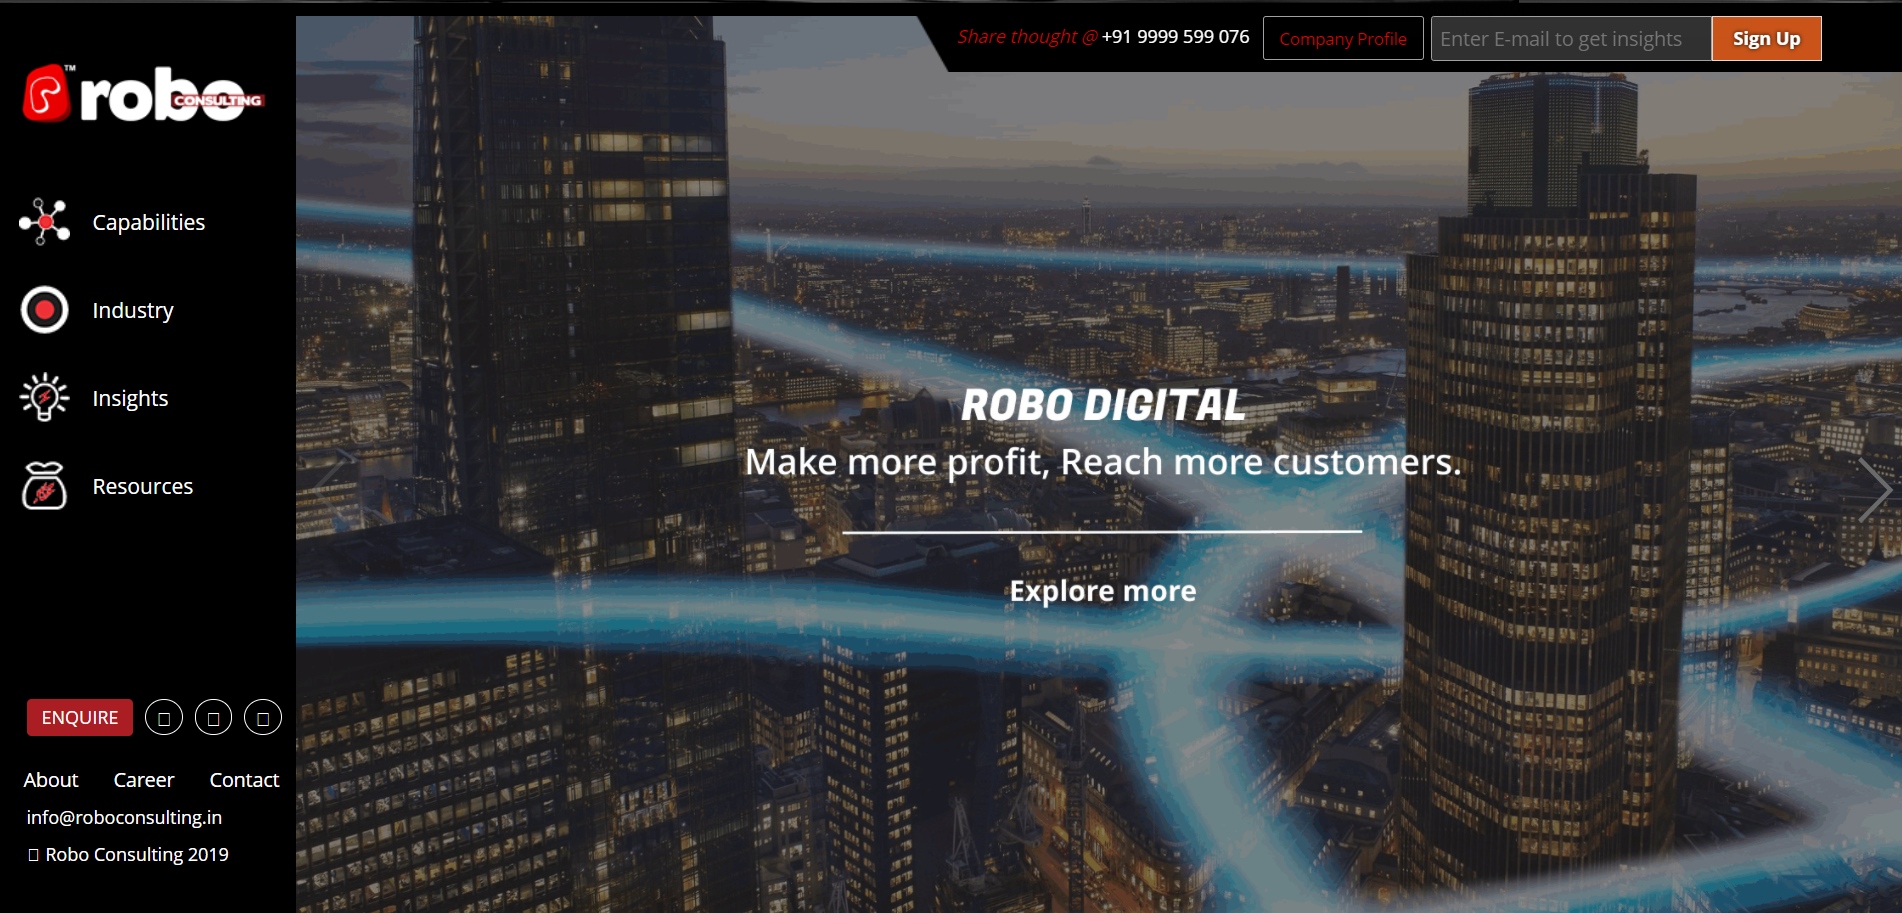 robo
CONSULTING
TM
Capabilities
Industry
Insights
Resources
ENQUIRE
About Career Contact
info@roboconsulting.in
Robo Consulting 2019
Share thought @ +91 9999 599 076
Company Profile
Enter E-mail to get insights
Sign Up
ROBO DIGITAL
Make more profit, Reach more customers.
Explore more